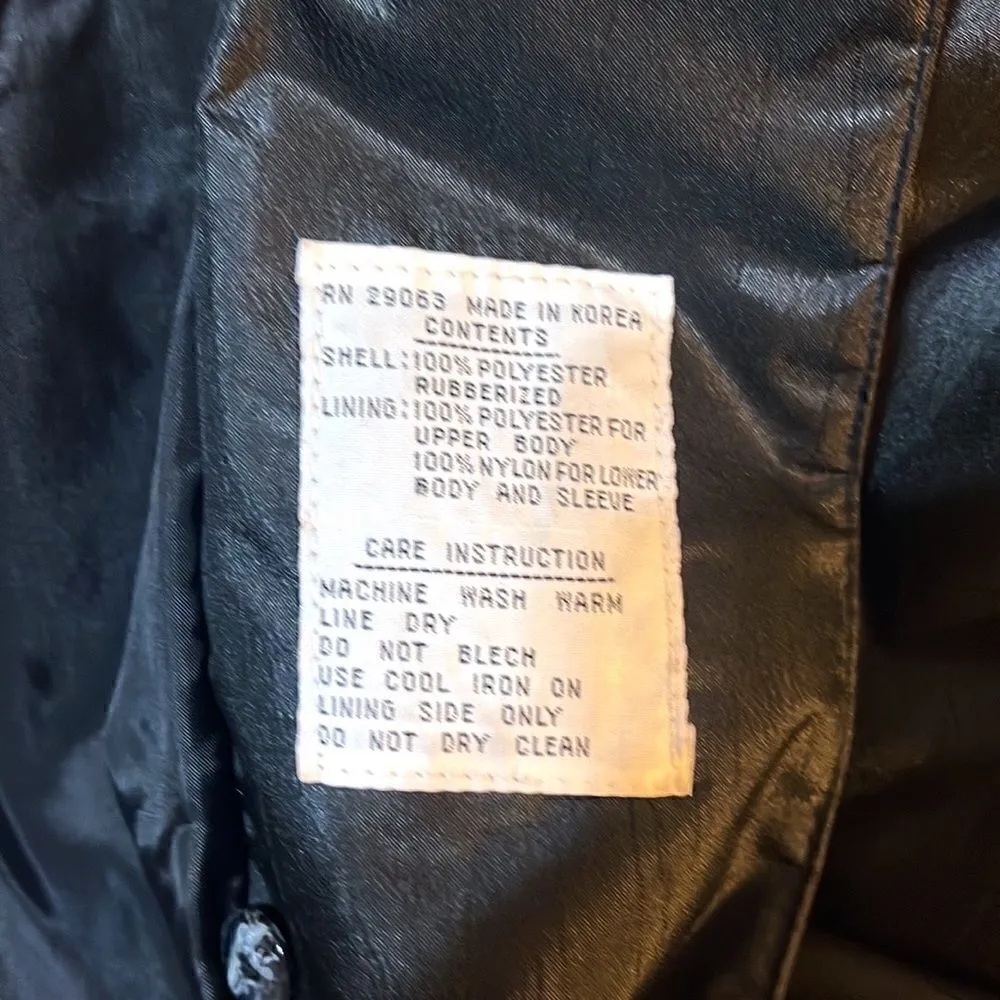 RN 29063 MADE IN KOREA
CONTENTS
SHELL:100% POLYESTER
RUBBERIZED
LINING:100% POLYESTER FOR
UPPER BODY
100% NYLON FOR LOWER
BODY AND SLEEVE
CARE INSTRUCTION
MACHINE WASH WARM
LINE DRY
DO NOT BLECH
USE COOL IRON ON
LINING SIDE ONLY
DO NOT DRY CLEAN